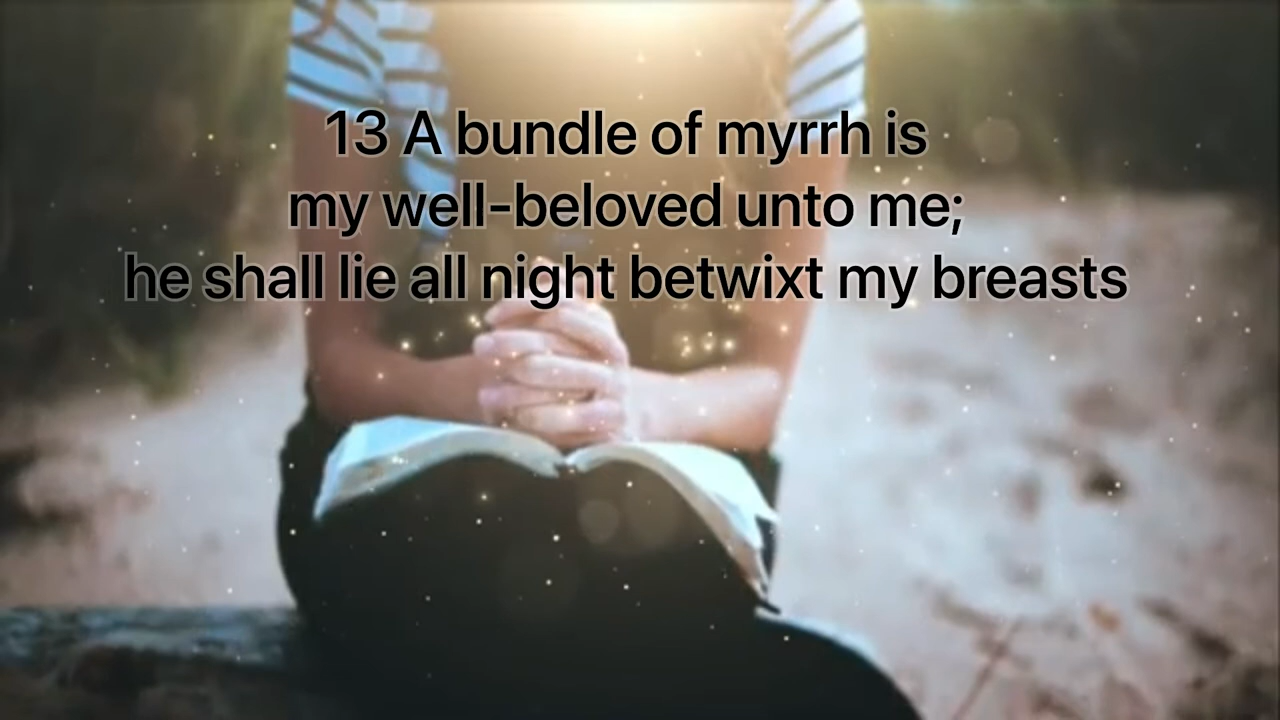 13 A bundle of myrrh is
my well-beloved unto me;
he shall lie all night betwixt my breasts